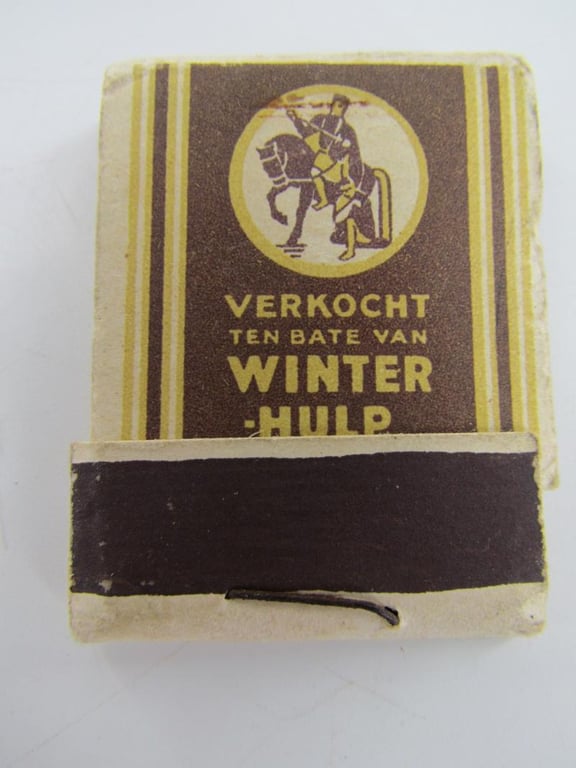 VERKOCHT
TEN BATE VAN
WINTER
-HULP